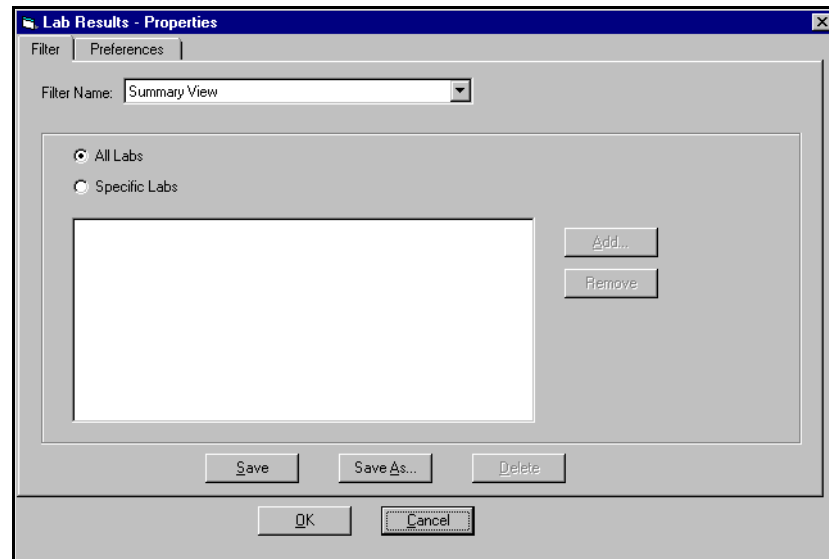 Lab Results - Properties
Filter Preferences
Filter Name: Summary View
All Labs
Specific Labs
Add...
Remove
Save Save As... Delete
OK Cancel